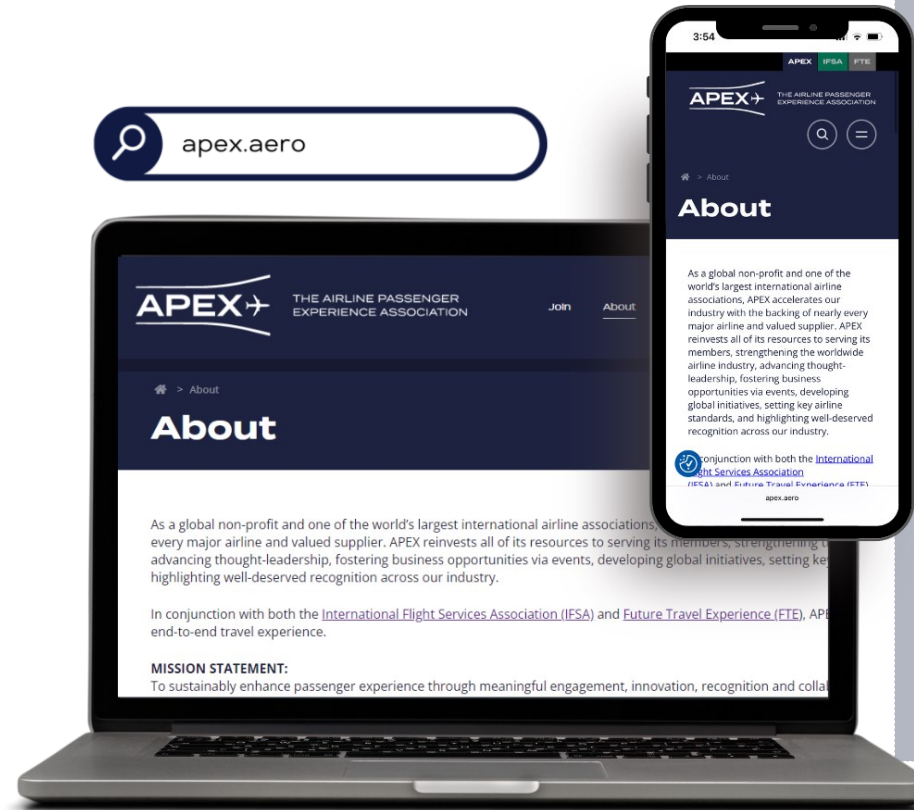 apex.aero
APEX
THE AIRLINE PASSENGER
EXPERIENCE ASSOCIATION
Join
About
> About
About
As a global non-profit and one of the world's largest international airline associations,
every major airline and valued supplier. APEX reinvests all of its resources to serving its members, strengthening
advancing thought-leadership, fostering business opportunities via events, developing global initiatives, setting key
highlighting well-deserved recognition across our industry.
In conjunction with both the International Flight Services Association (IFSA) and Future Travel Experience (FTE),
end-to-end travel experience.
MISSION STATEMENT:
To sustainably enhance passenger experience through meaningful engagement, innovation, recognition and
3:54
APEX IFSA FTE
APEX
THE AIRLINE PASSENGER
EXPERIENCE ASSOCIATION
> About
About
As a global non-profit and one of the
world's largest international airline
associations, APEX accelerates our
industry with the backing of nearly every
major airline and valued supplier. APEX
reinvests all of its resources to serving its
members, strengthening the worldwide
airline industry, advancing thought-
leadership, fostering business
opportunities via events, developing
global initiatives, setting key airline
standards, and highlighting well-deserved
recognition across our industry.
conjunction with both the International
Services Association
(IFSA) and Future Travel Experience (FTE)
apex.aero